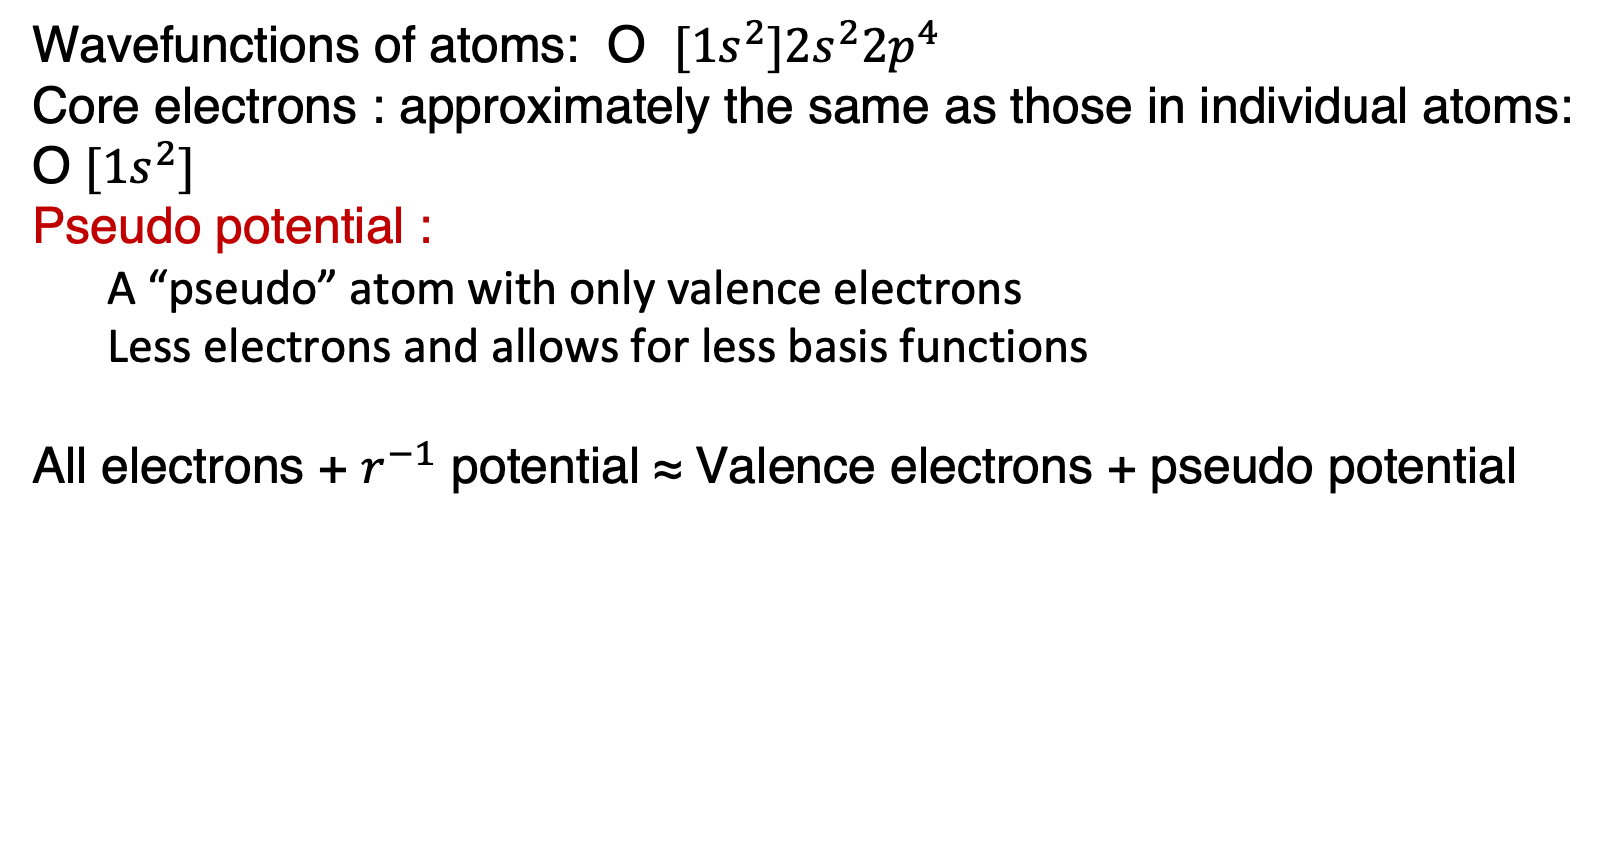 Wavefunctions of atoms: O [1s²]2s²2p⁴
Core electrons : approximately the same as those in individual atoms:
O [1s²]
Pseudo potential :
A “pseudo” atom with only valence electrons
Less electrons and allows for less basis functions
All electrons + r⁻¹ potential ≈ Valence electrons + pseudo potential